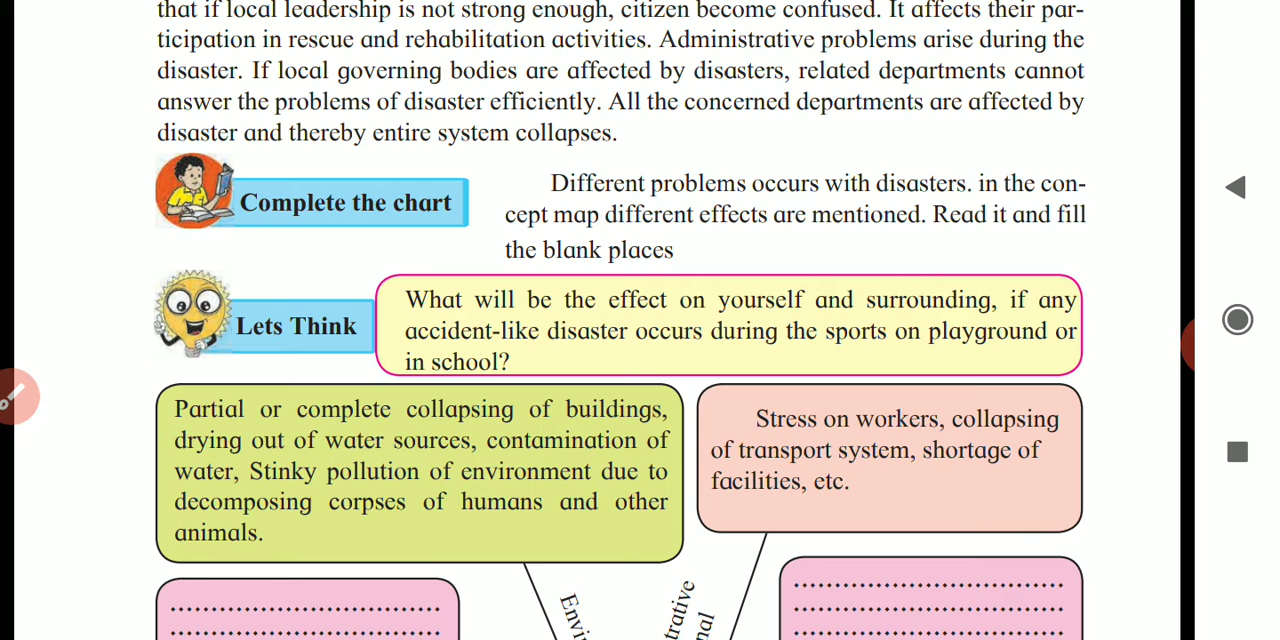 that if local leadership is not strong enough, citizen become confused. It affects their par-
ticipation in rescue and rehabilitation activities. Administrative problems arise during the
disaster. If local governing bodies are affected by disasters, related departments cannot
answer the problems of disaster efficiently. All the concerned departments are affected by
disaster and thereby entire system collapses.
Complete the chart
Different problems occurs with disasters. in the con-
cept map different effects are mentioned. Read it and fill
the blank places
Lets Think
What will be the effect on yourself and surrounding, if any
accident-like disaster occurs during the sports on playground or
in school?
Partial or complete collapsing of buildings,
drying out of water sources, contamination of
water, Stinky pollution of environment due to
decomposing corpses of humans and other
animals.
Stress on workers, collapsing
of transport system, shortage of
facilities, etc.